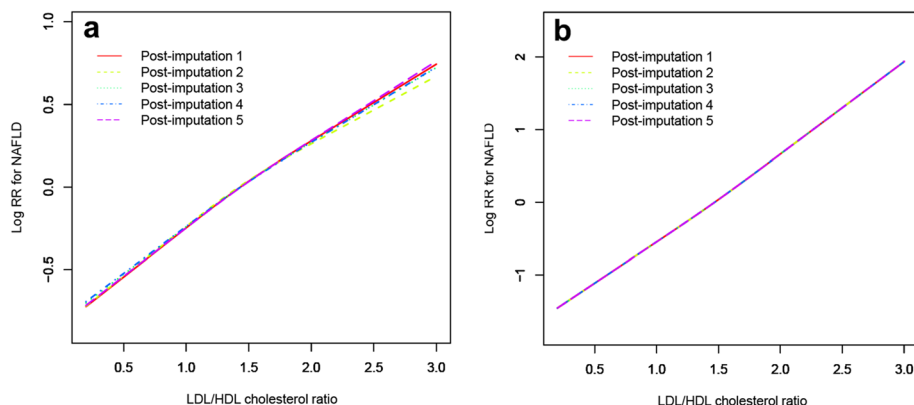 a
Post-imputation 1
Post-imputation 2
Post-imputation 3
Post-imputation 4
Post-imputation 5
Log RR for NAFLD
1.0
0.5
0.0
−0.5
0.5 1.0 1.5 2.0 2.5 3.0
LDL/HDL cholesterol ratio
b
Post-imputation 1
Post-imputation 2
Post-imputation 3
Post-imputation 4
Post-imputation 5
Log RR for NAFLD
2
1
0
−1
0.5 1.0 1.5 2.0 2.5 3.0
LDL/HDL cholesterol ratio